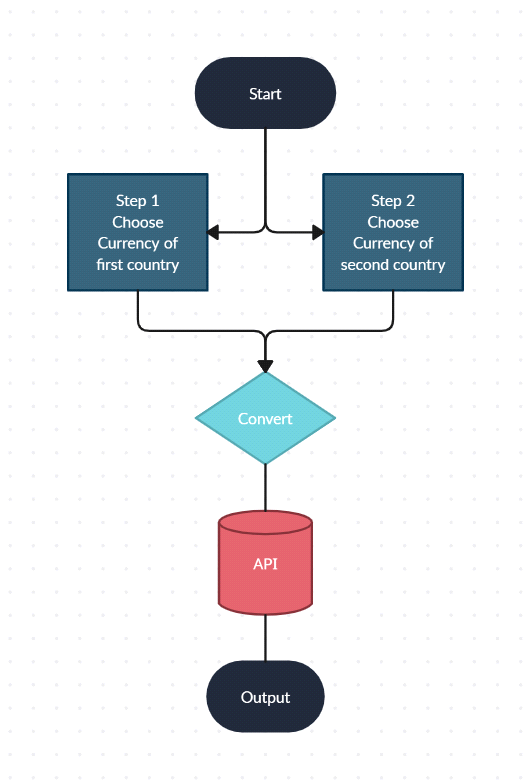 Start
Step 1
Choose
Currency of
first country
Step 2
Choose
Currency of
second country
Convert
API
Output